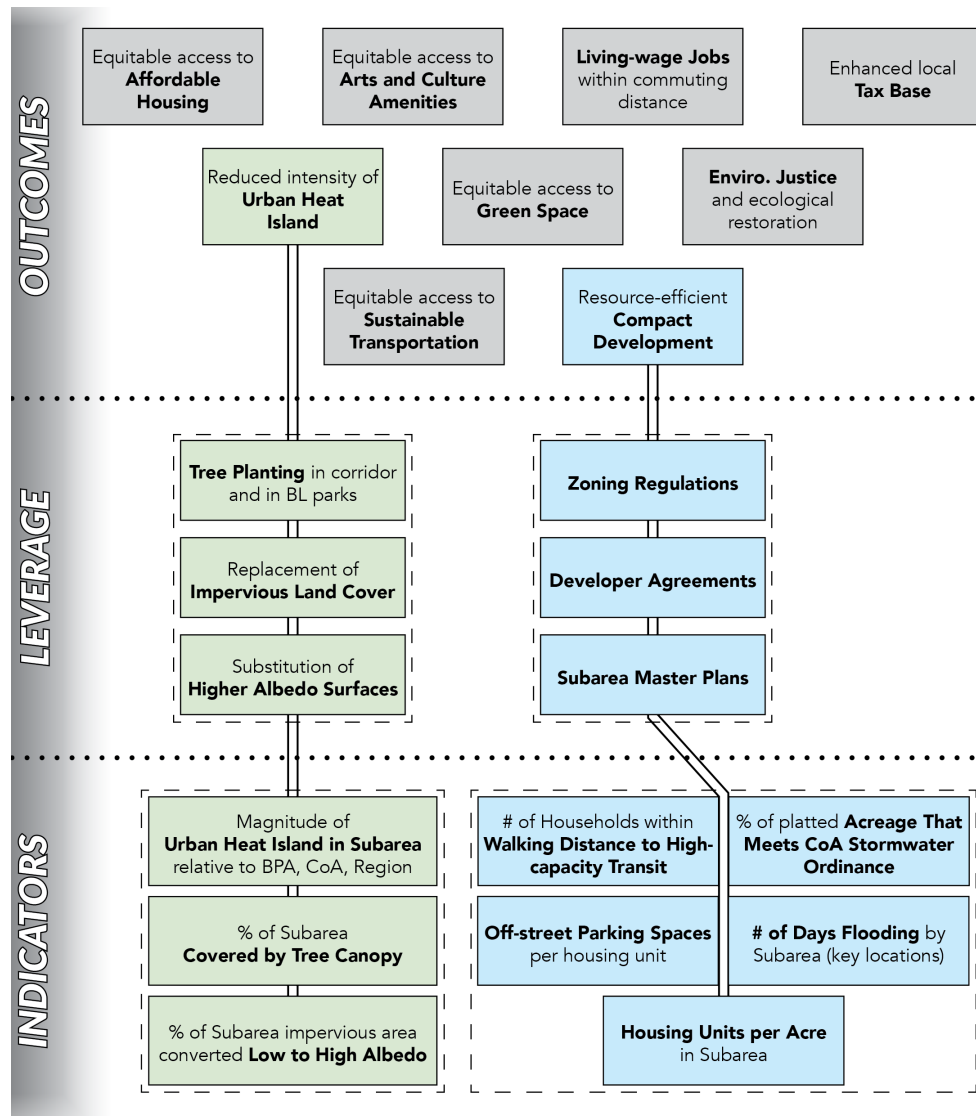 OUTCOMES
Equitable access to
Affordable
Housing
Equitable access to
Arts and Culture
Amenities
Living-wage Jobs
within commuting
distance
Enhanced local
Tax Base
Reduced intensity of
Urban Heat
Island
Equitable access to
Green Space
Enviro. Justice
and ecological
restoration
Equitable access to
Sustainable
Transportation
Resource-efficient
Compact
Development
LEVERAGE
Tree Planting in corridor
and in BL parks
Replacement of
Impervious Land Cover
Substitution of
Higher Albedo Surfaces
Zoning Regulations
Developer Agreements
Subarea Master Plans
INDICATORS
Magnitude of
Urban Heat Island in Subarea
relative to BPA, CoA, Region
% of Subarea
Covered by Tree Canopy
% of Subarea impervious area
converted Low to High Albedo
# of Households within
Walking Distance to High-
capacity Transit
% of platted Acreage That
Meets CoA Stormwater
Ordinance
Off-street Parking Spaces
per housing unit
# of Days Flooding by
Subarea (key locations)
Housing Units per Acre
in Subarea